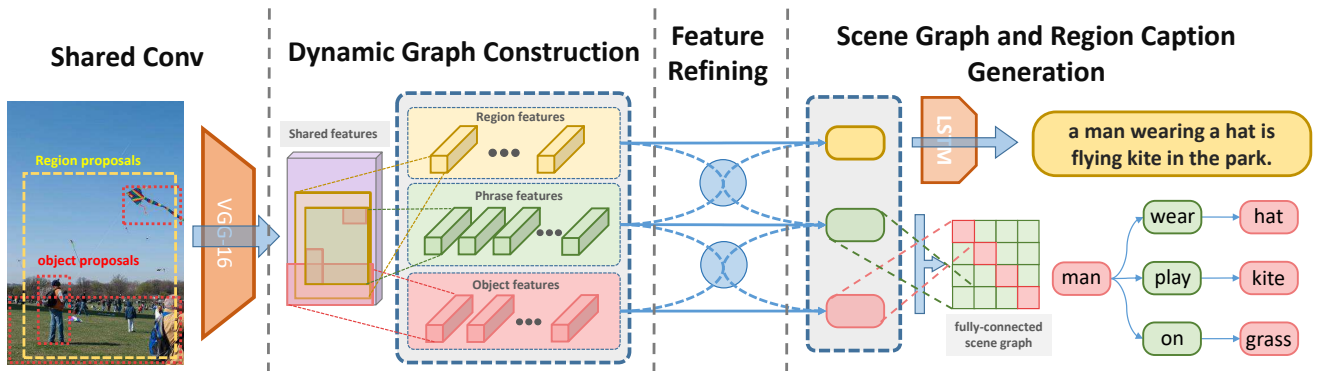 Shared Conv
Region proposals
object proposals
VGG-16
Dynamic Graph Construction
Shared features
Region features
Phrase features
Object features
Feature
Refining
Scene Graph and Region Caption
Generation
LSTM
a man wearing a hat is
flying kite in the park.
fully-connected
scene graph
man
wear
hat
play
kite
on
grass